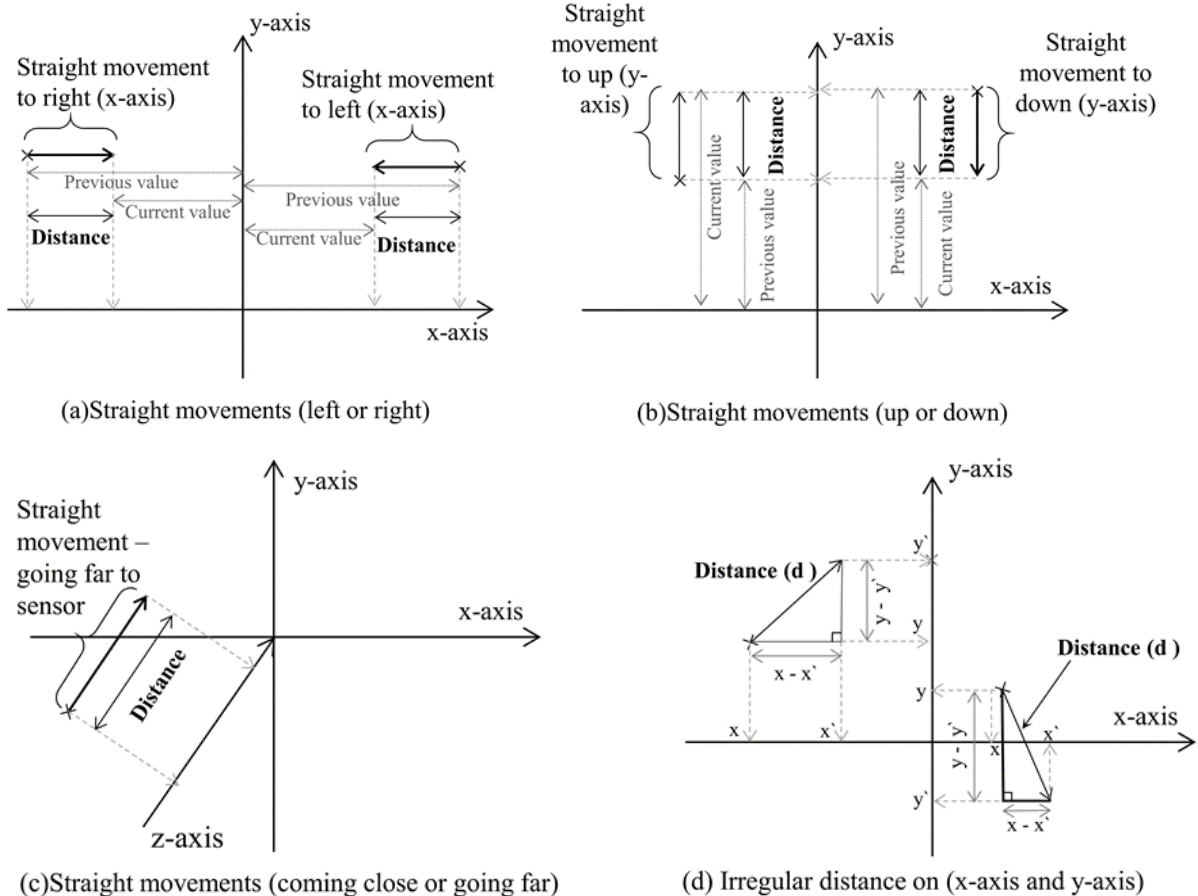 y-axis
Straight movement
to right (x-axis)
Straight movement
to left (x-axis)
Previous value
Current value
Distance
Previous value
Current value
Distance
x-axis
(a)Straight movements (left or right)
Straight
movement
to up (y-
axis)
y-axis
Straight
movement to
down (y-axis)
Current value
Previous value
Distance
Previous value
Current value
Distance
x-axis
(b)Straight movements (up or down)
y-axis
Straight
movement –
going far to
sensor
x-axis
Distance
z-axis
(c)Straight movements (coming close or going far)
y-axis
y`
Distance (d )
y - y`
y
x - x`
x
x`
Distance (d )
y
x-axis
y - y`
x
x`
y`
x - x`
(d) Irregular distance on (x-axis and y-axis)